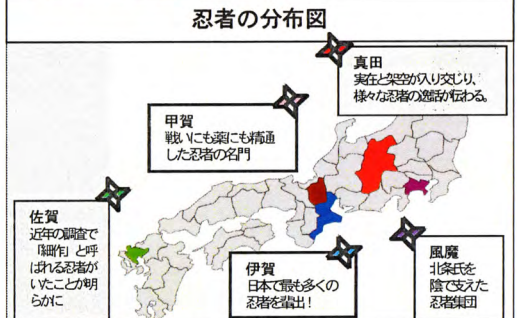 忍者の分布図
真田
実在と架空が入り交じり、
様々な忍者の逸話が伝わる。
甲賀
戦いにも薬にも精通
した忍者の名門
佐賀
近年の調査で
「細作」と呼
ばれる忍者が
いたことが明
らかに
伊賀
日本で最も多くの
忍者を輩出!
風魔
北条氏を
陰で支えた
忍者集団